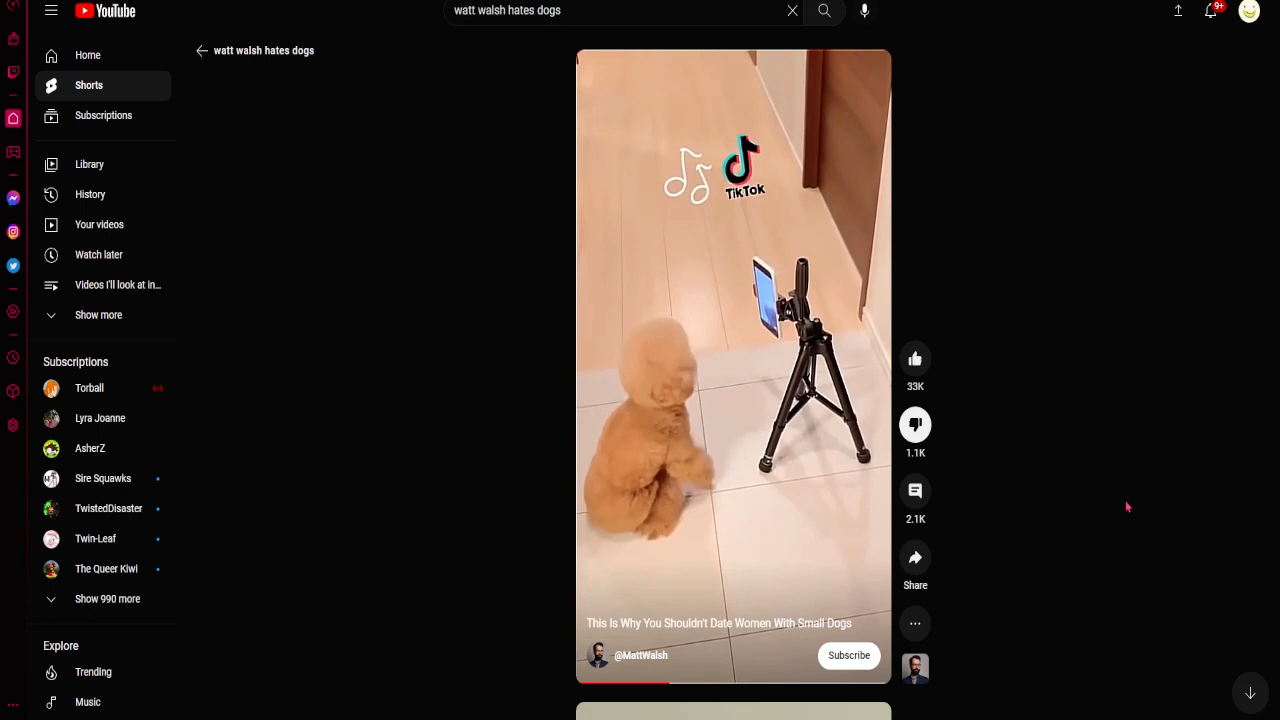 YouTube
watt walsh hates dogs
9+
Home
watt walsh hates dogs
Shorts
Subscriptions
Library
History
Your videos
Watch later
Videos I'll look at in...
Show more
Subscriptions
Torball
Lyra Joanne
AsherZ
Sire Squawks
TwistedDisaster
Twin-Leaf
The Queer Kiwi
Show 990 more
Explore
Trending
Music
TikTok
33K
1.1K
2.1K
Share
This Is Why You Shouldn't Date Women With Small Dogs
@MattWalsh
Subscribe